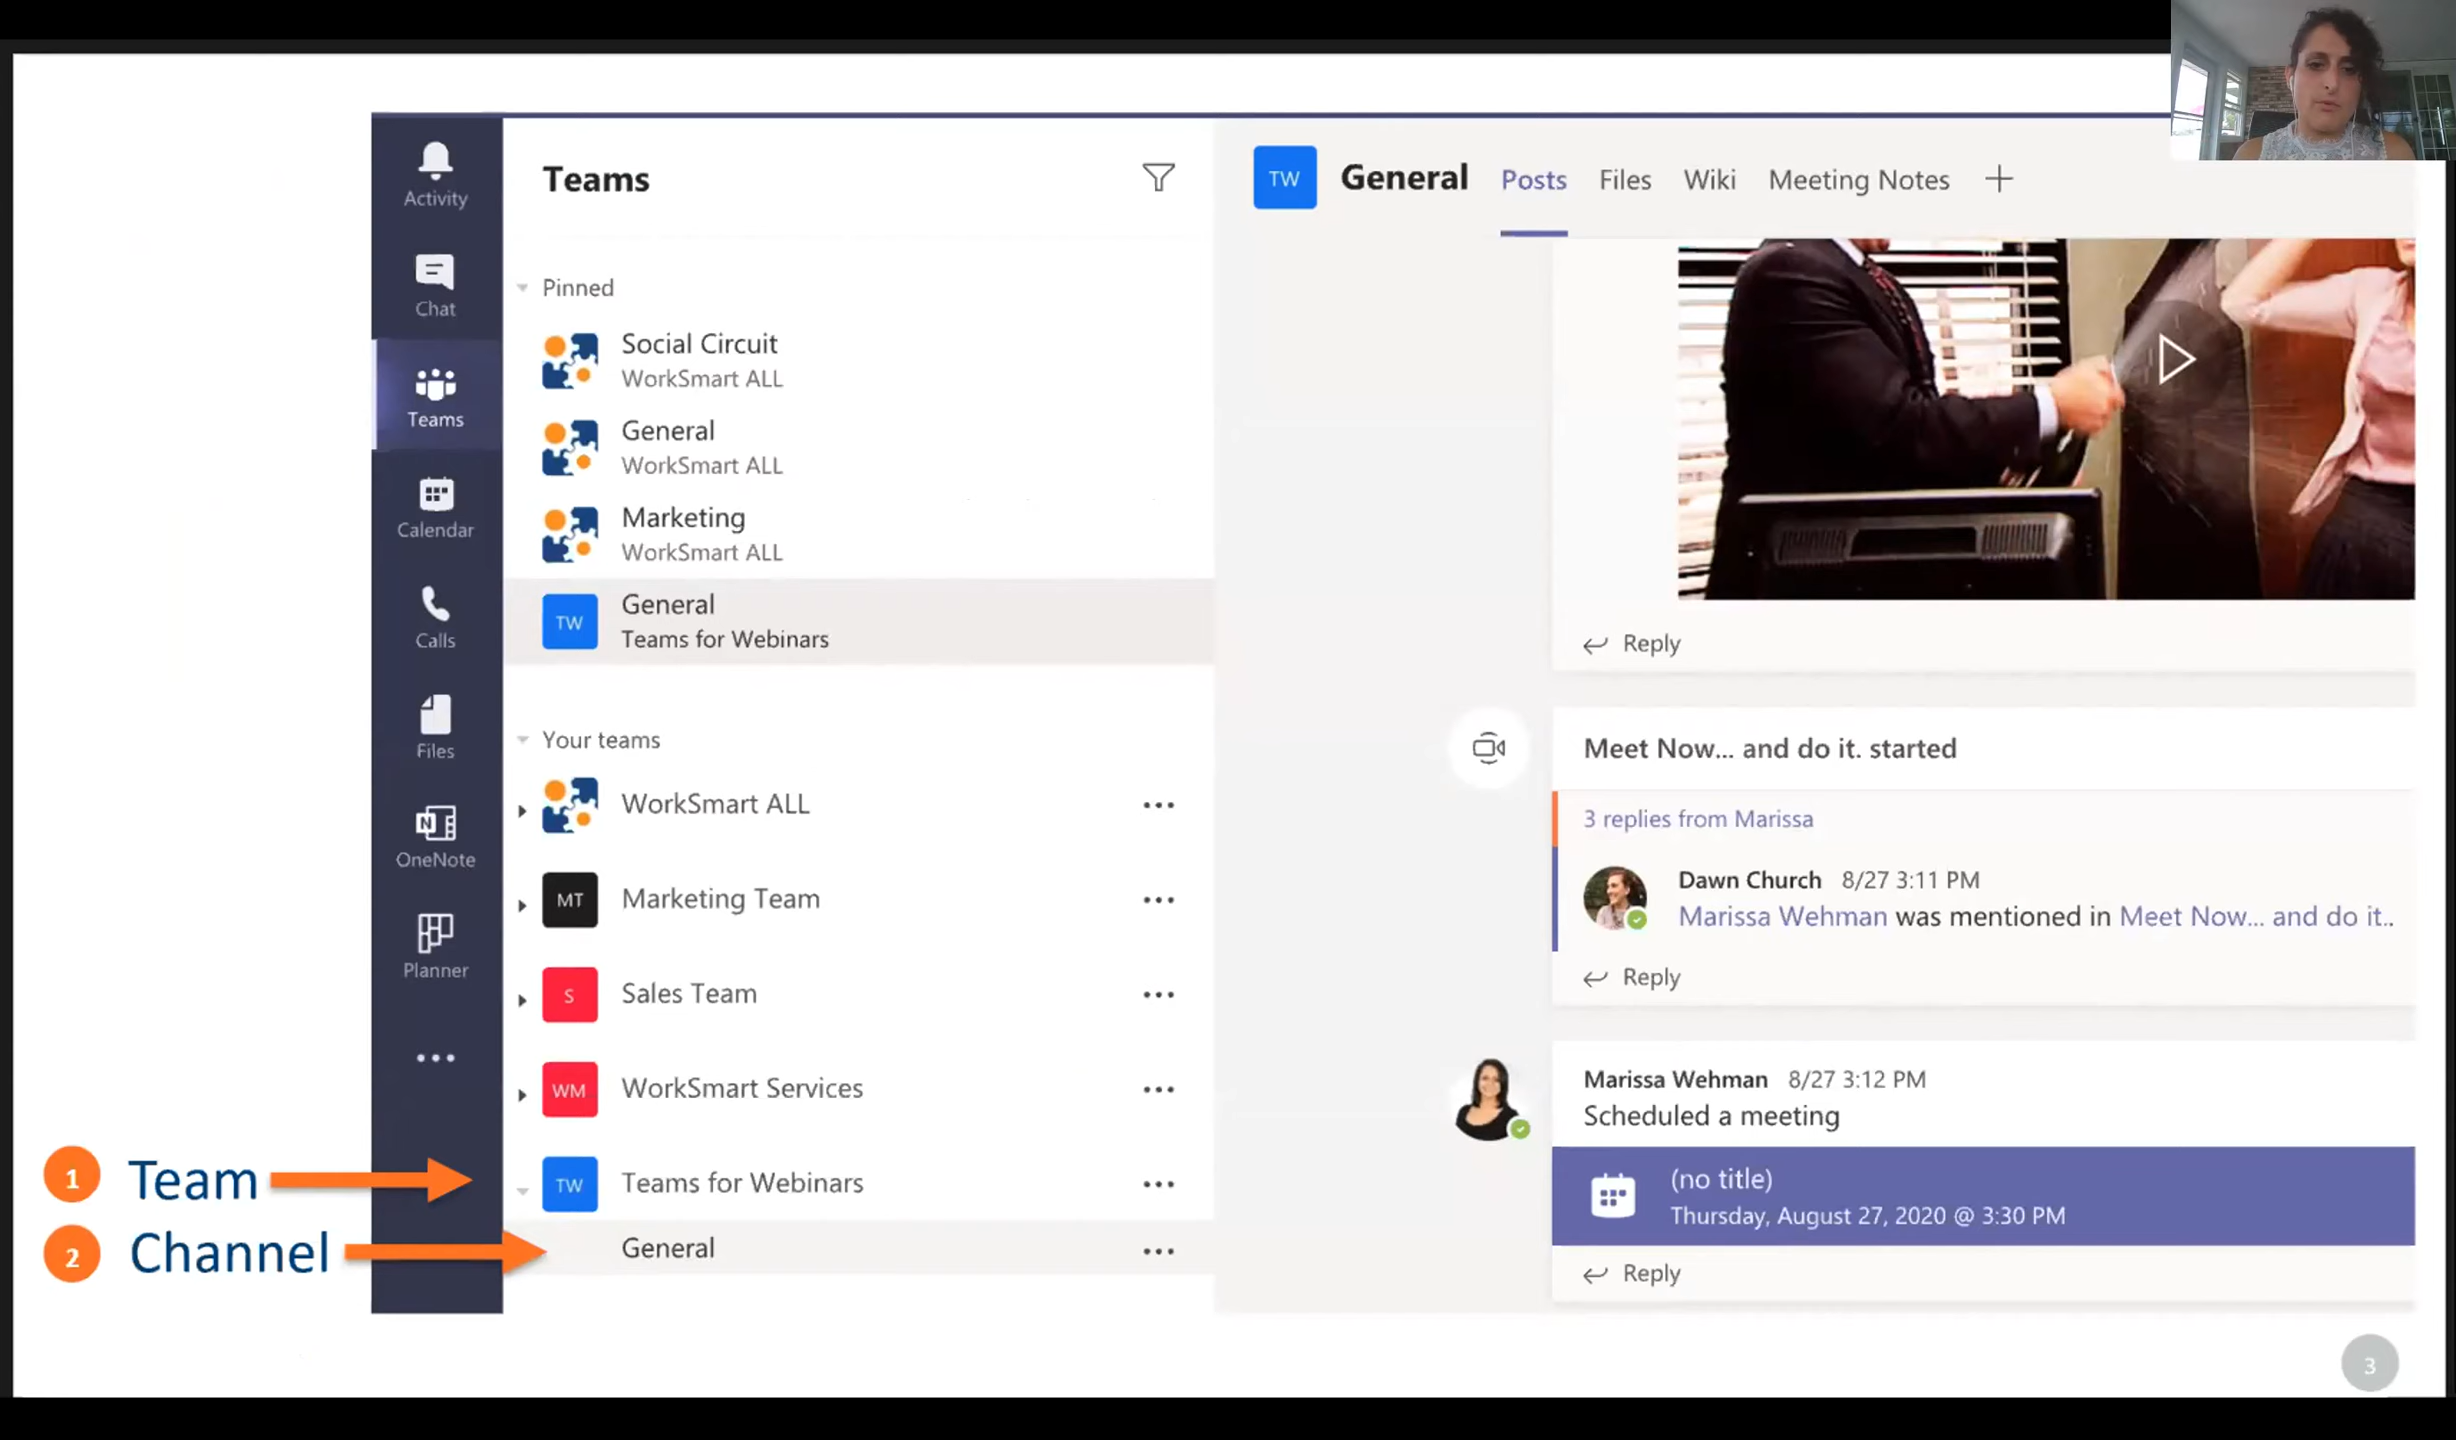 Activity
Chat
Teams
Calendar
Calls
Files
OneNote
Planner
Teams
Pinned
Social Circuit
WorkSmart ALL
General
WorkSmart ALL
Marketing
WorkSmart ALL
TW
General
Teams for Webinars
Your teams
WorkSmart ALL
MT Marketing Team
S Sales Team
WM WorkSmart Services
TW Teams for Webinars
General
1 Team
2 Channel
TW General Posts Files Wiki Meeting Notes
Reply
Meet Now... and do it. started
3 replies from Marissa
Dawn Church 8/27 3:11 PM
Marissa Wehman was mentioned in Meet Now... and do it..
Reply
Marissa Wehman 8/27 3:12 PM
Scheduled a meeting
(no title)
Thursday, August 27, 2020 @ 3:30 PM
Reply
3